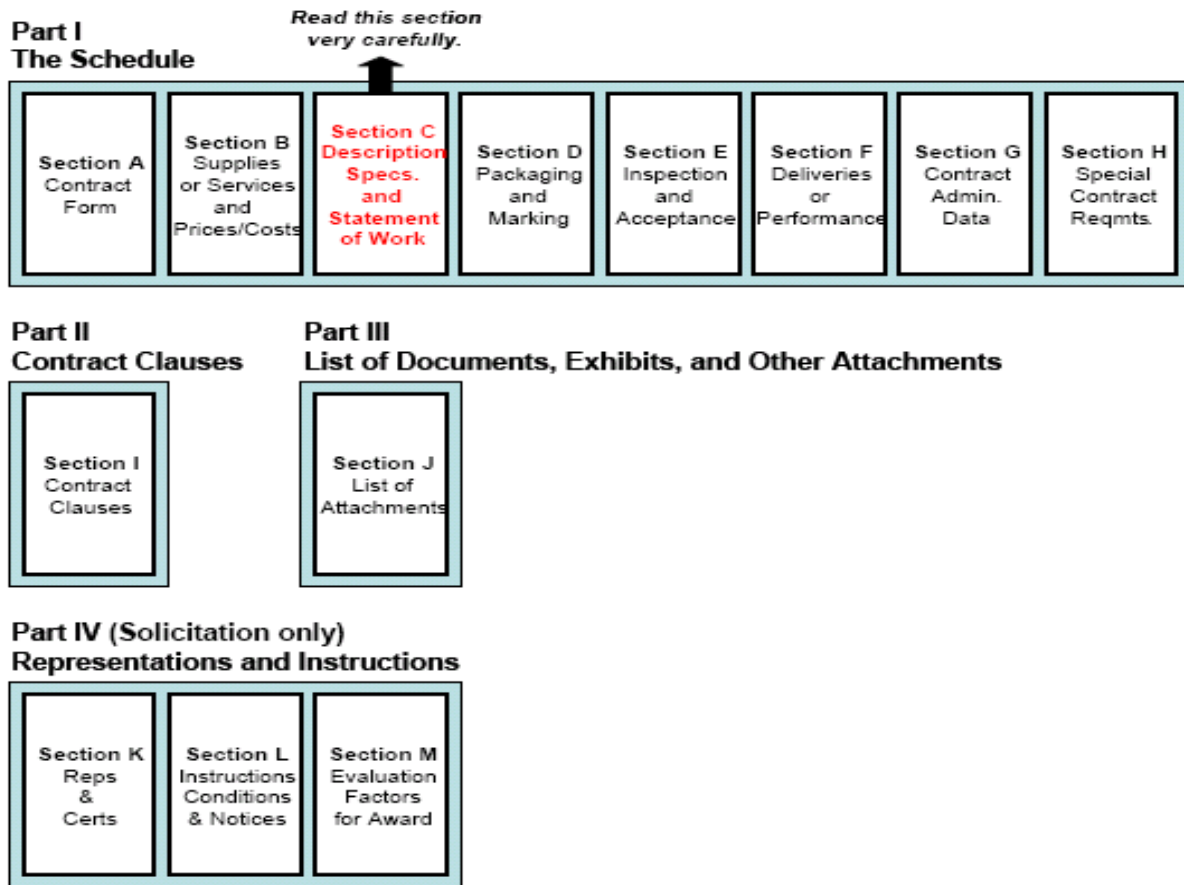 Part I
The Schedule
Read this section
very carefully.
Section A
Contract
Form
Section B
Supplies
or Services
and
Prices/Costs
Section C
Description
Specs.
and
Statement
of Work
Section D
Packaging
and
Marking
Section E
Inspection
and
Acceptance
Section F
Deliveries
or
Performance
Section G
Contract
Admin.
Data
Section H
Special
Contract
Reqmts.
Part II
Contract Clauses
Section I
Contract
Clauses
Part III
List of Documents, Exhibits, and Other Attachments
Section J
List of
Attachments
Part IV (Solicitation only)
Representations and Instructions
Section K
Reps
&
Certs
Section L
Instructions
Conditions
& Notices
Section M
Evaluation
Factors
for Award